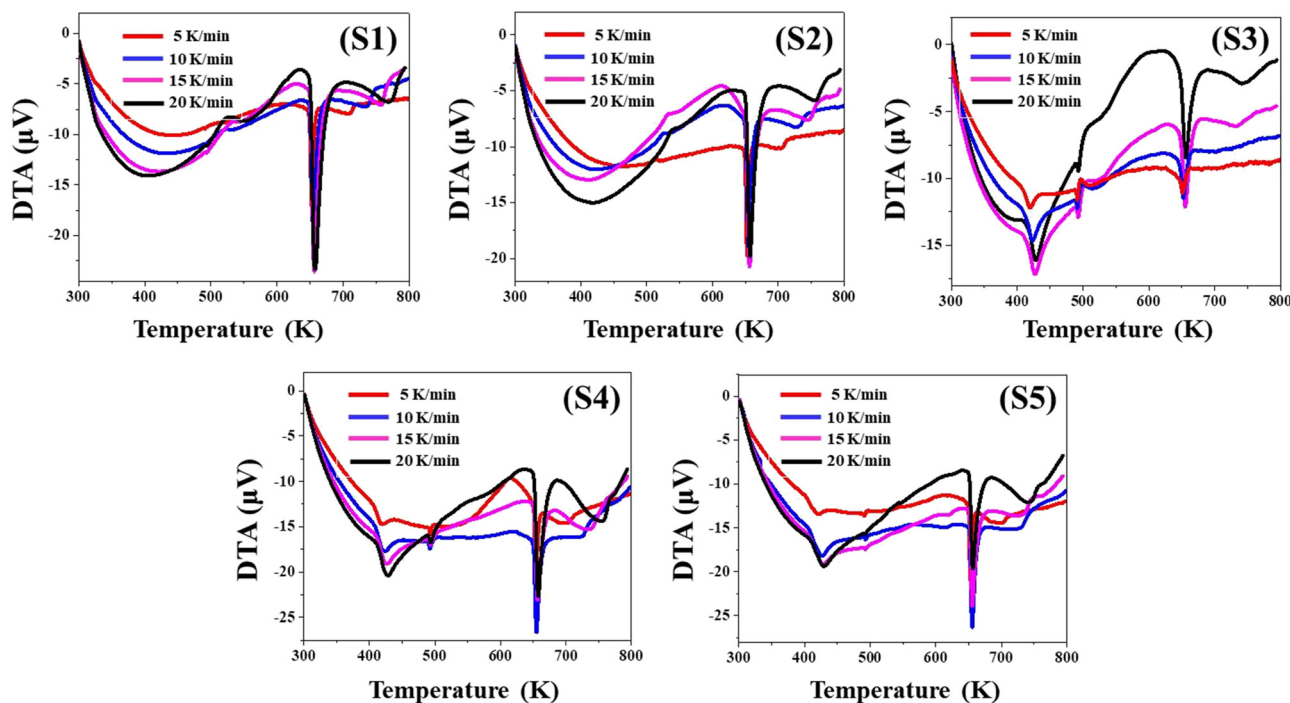 (S1)
5 K/min
10 K/min
15 K/min
20 K/min
0
-5
-10
-15
-20
DTA (µV)
300 400 500 600 700 800
Temperature (K)
(S2)
5 K/min
10 K/min
15 K/min
20 K/min
0
-5
-10
-15
-20
DTA (µV)
300 400 500 600 700 800
Temperature (K)
(S3)
5 K/min
10 K/min
15 K/min
20 K/min
0
-5
-10
-15
DTA (µV)
300 400 500 600 700 800
Temperature (K)
(S4)
5 K/min
10 K/min
15 K/min
20 K/min
0
-5
-10
-15
-20
-25
DTA (µV)
300 400 500 600 700 800
Temperature (K)
(S5)
5 K/min
10 K/min
15 K/min
20 K/min
0
-5
-10
-15
-20
-25
DTA (µV)
300 400 500 600 700 800
Temperature (K)